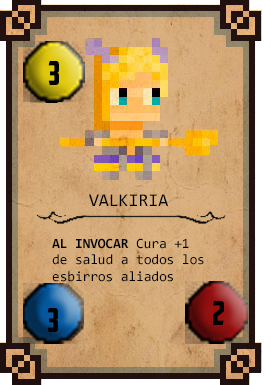 3
VALKIRIA
AL INVOCAR Cura +1
de salud a todos los
esbirros aliados
3
2